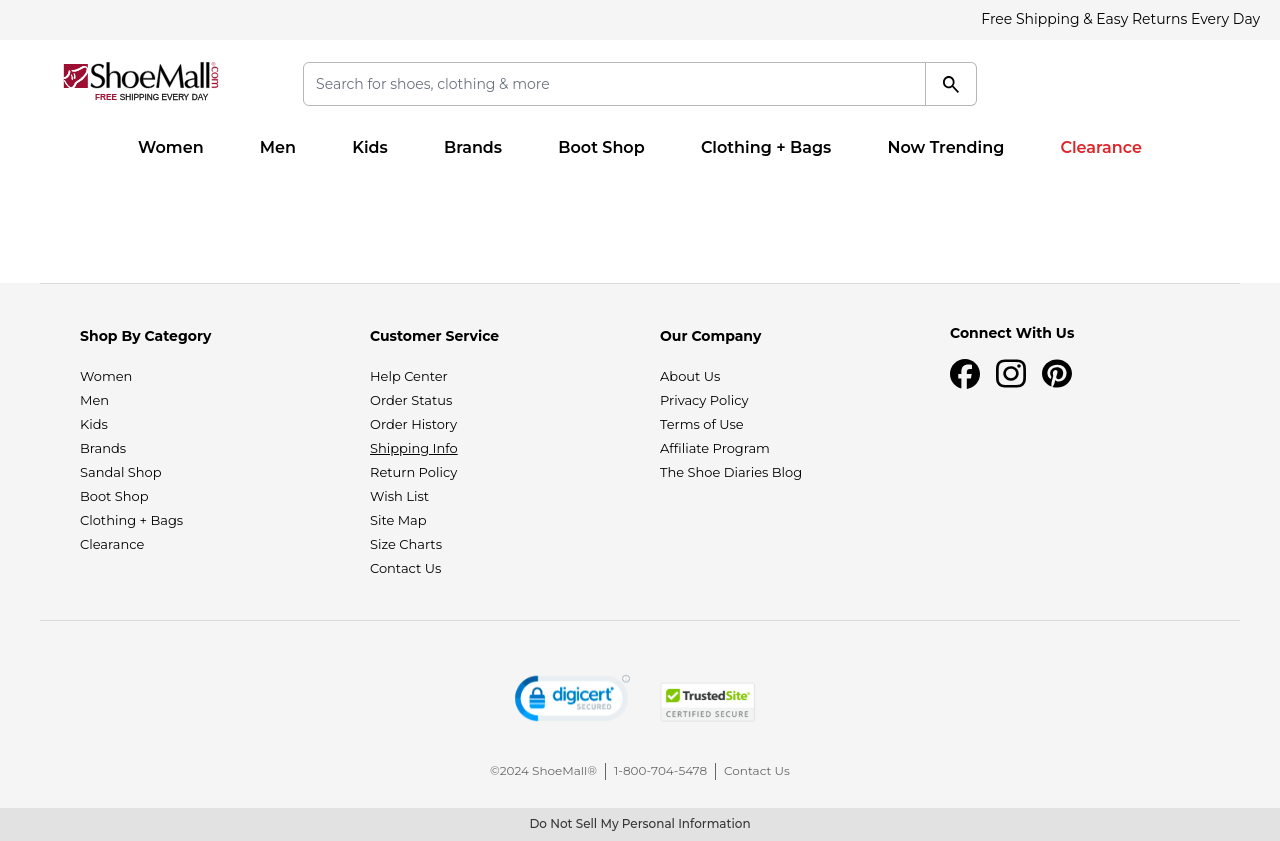 Free Shipping & Easy Returns Every Day
ShoeMall.com
FREE SHIPPING EVERY DAY
Search for shoes, clothing & more
Women Men Kids Brands Boot Shop Clothing + Bags Now Trending Clearance
Shop By Category
Women
Men
Kids
Brands
Sandal Shop
Boot Shop
Clothing + Bags
Clearance
Customer Service
Help Center
Order Status
Order History
Shipping Info
Return Policy
Wish List
Site Map
Size Charts
Contact Us
Our Company
About Us
Privacy Policy
Terms of Use
Affiliate Program
The Shoe Diaries Blog
Connect With Us
digicert
SECURED
TrustedSite
CERTIFIED SECURE
©2024 ShoeMall® 1-800-704-5478 Contact Us
Do Not Sell My Personal Information